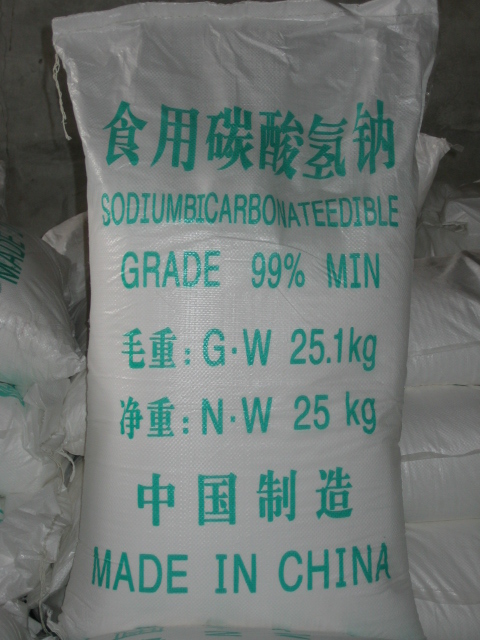 食用碳酸氢钠
SODIUMBICARBONATEEDIBLE
GRADE 99% MIN
毛重:G·W 25.1kg
净重:N·W 25 kg
中国制造
MADE IN CHINA
MADE